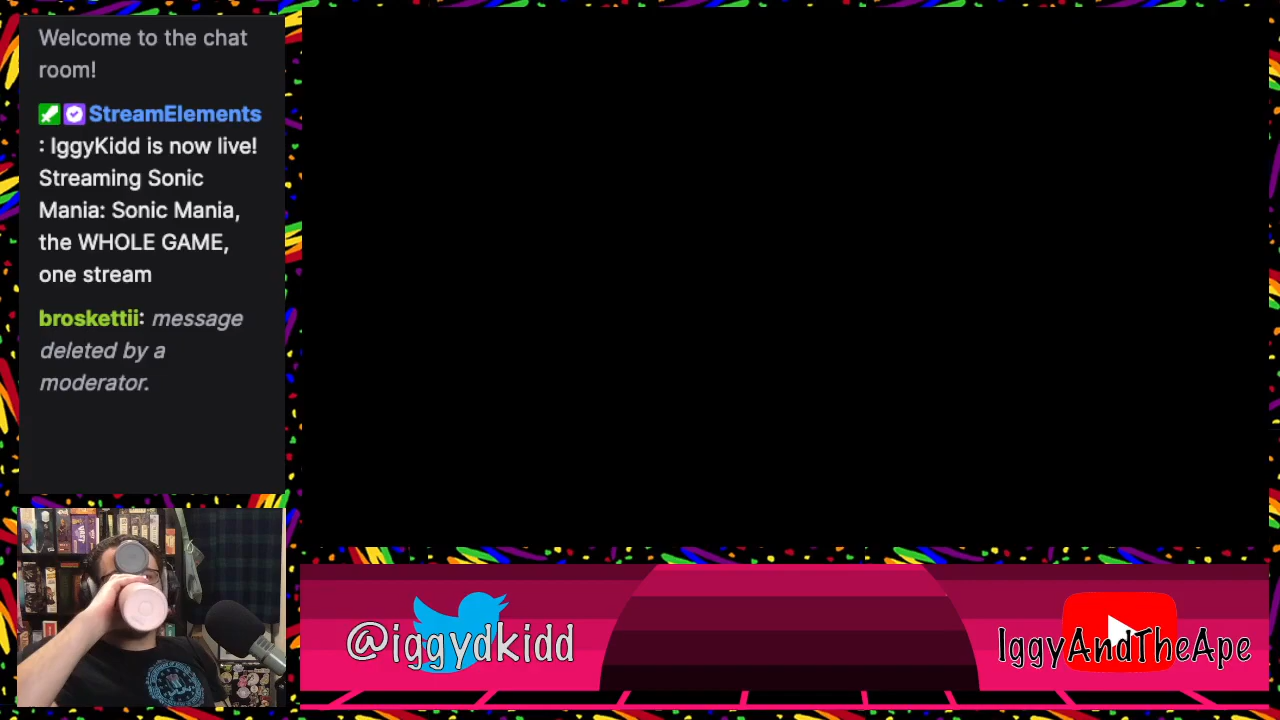 Welcome to the chat
room!
StreamElements
: IggyKidd is now live!
Streaming Sonic
Mania: Sonic Mania,
the WHOLE GAME,
one stream
broskettii: message
deleted by a
moderator.
@iggydkidd
IggyAndTheApe